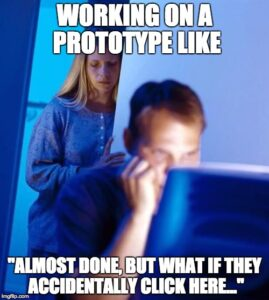 WORKING ON A
PROTOTYPE LIKE
"ALMOST DONE, BUT WHAT IF THEY
ACCIDENTALLY CLICK HERE..."
imgflip.com